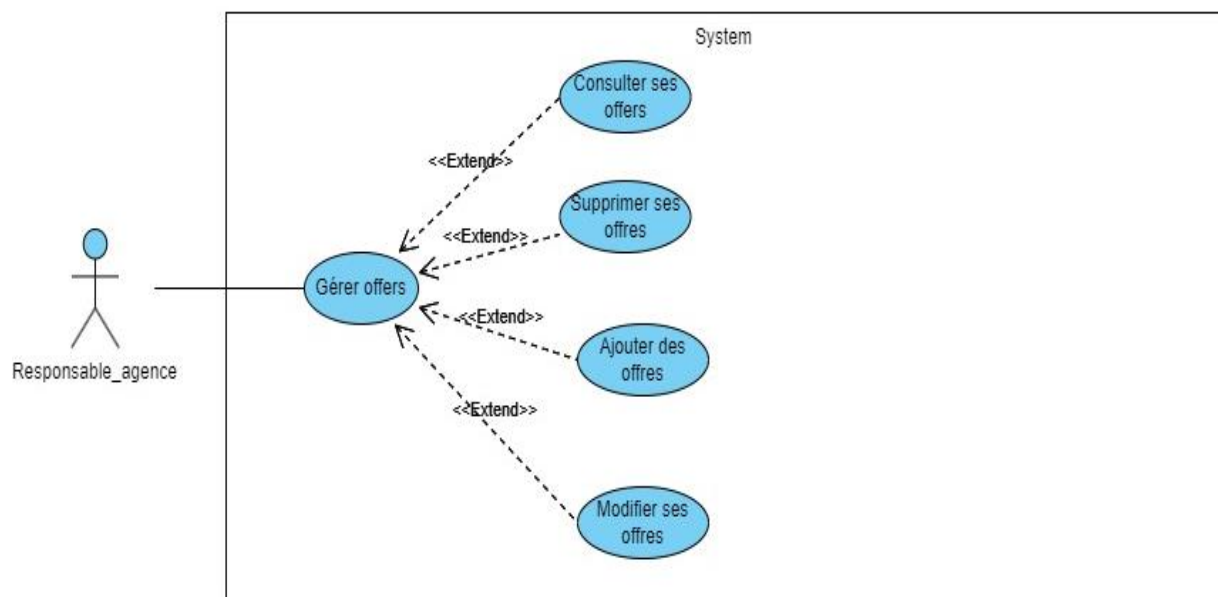 System
Consulter ses
offers
<<Extend>>
Supprimer ses
offres
<<Extend>>
Gérer offers
<<Extend>>
Ajouter des
offres
Responsable_agence
<<Extend>>
Modifier ses
offres